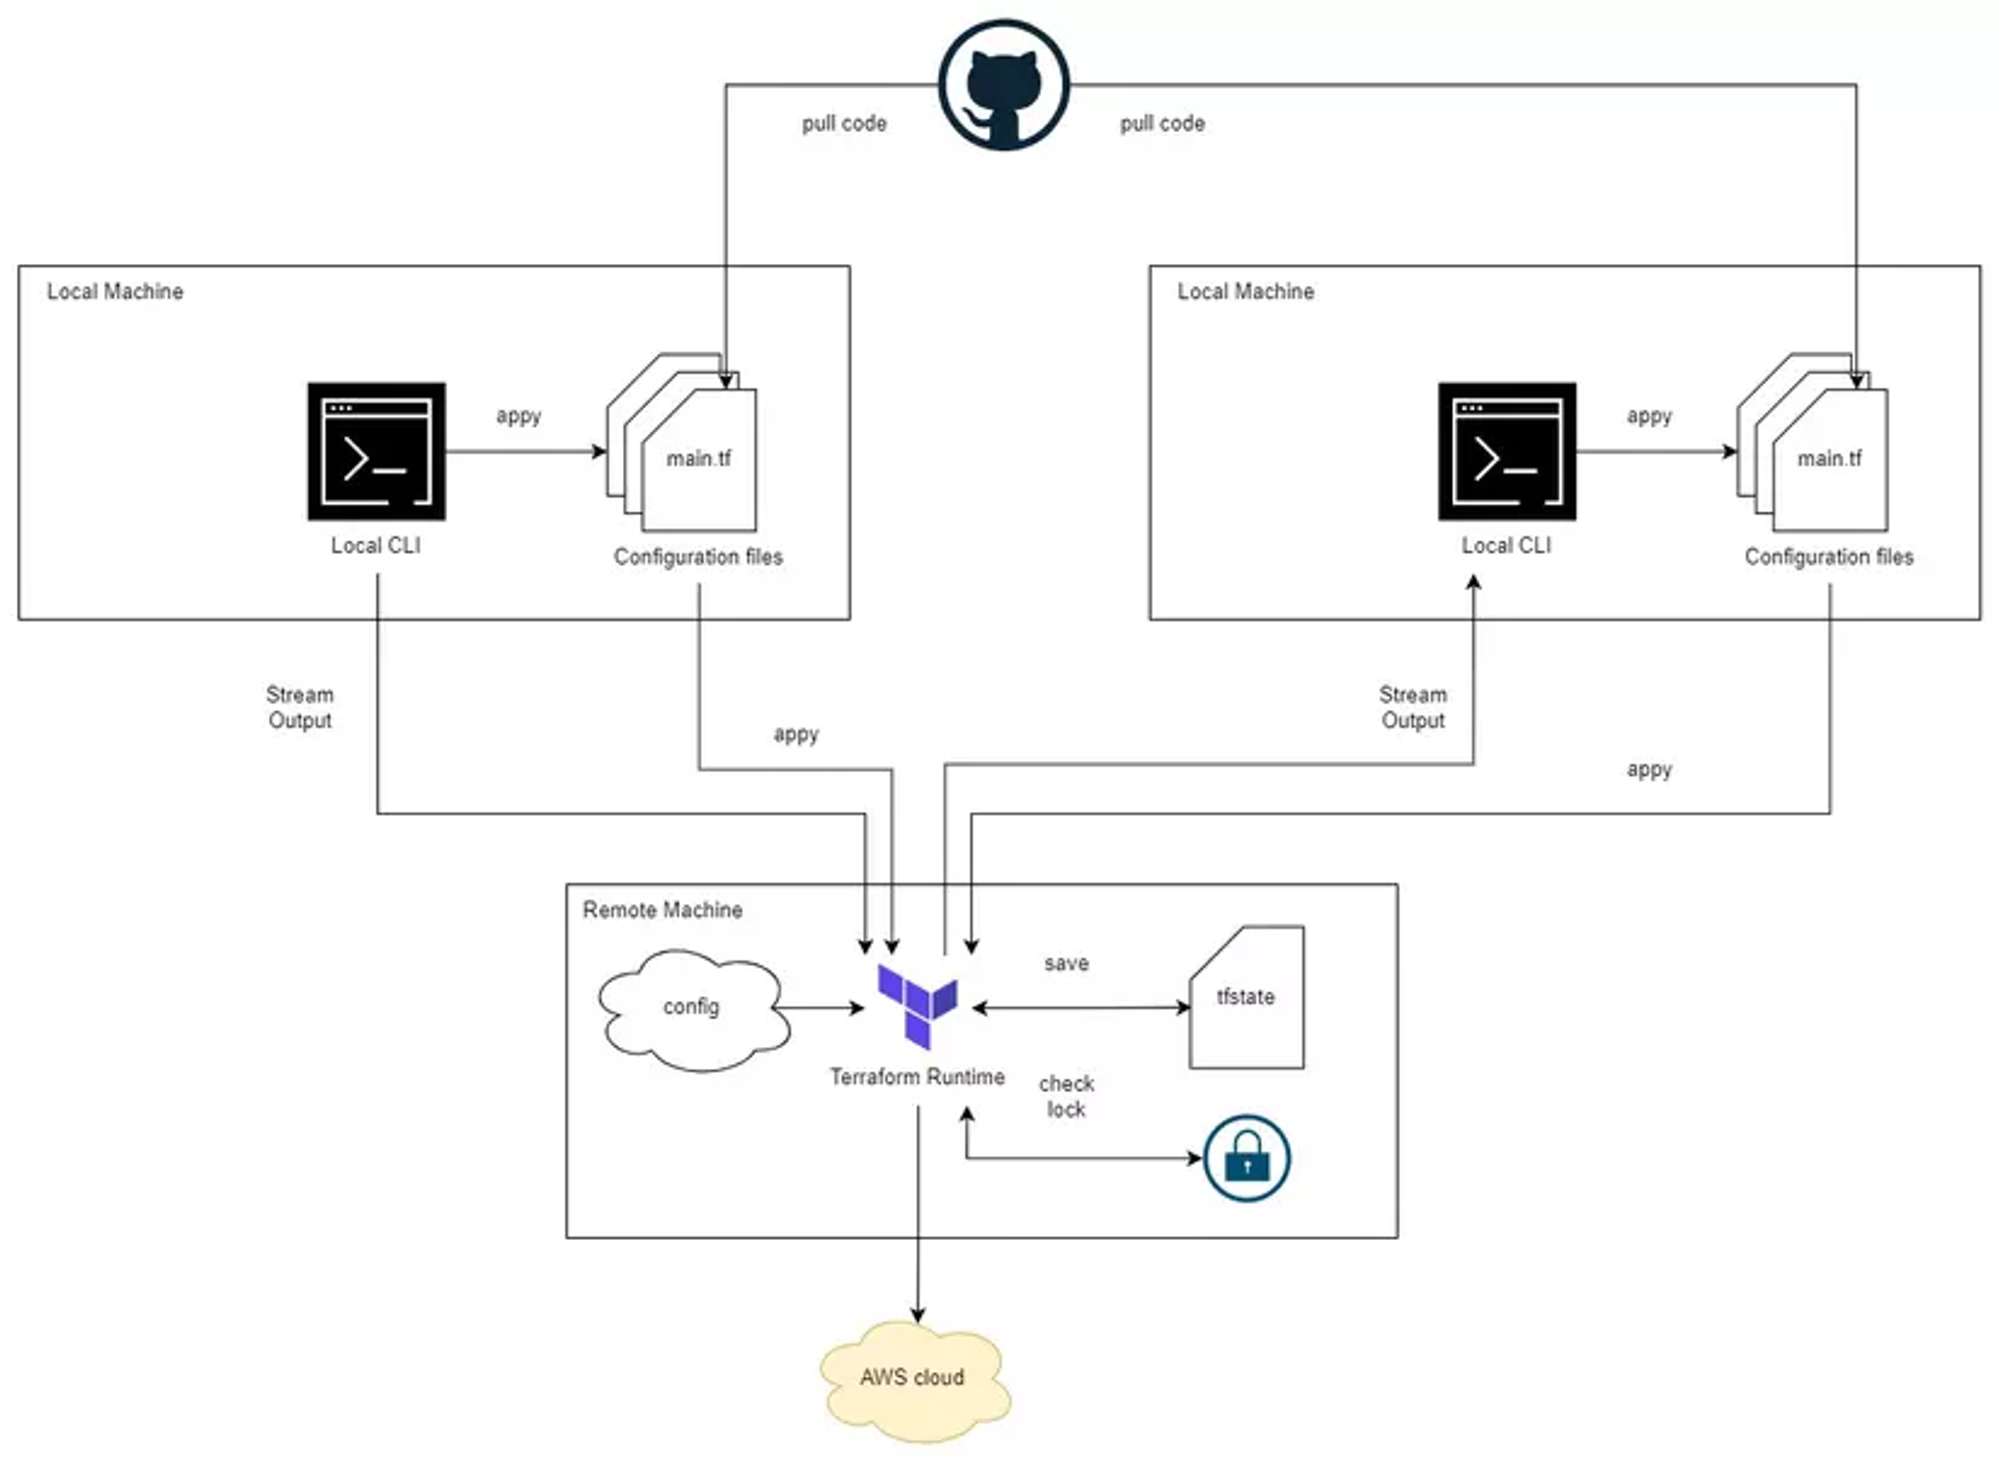 pull code
pull code
Local Machine
Local Machine
appy
main.tf
Local CLI
Configuration files
appy
main.tf
Local CLI
Configuration files
Stream
Output
appy
Stream
Output
appy
Remote Machine
config
save
tfstate
Terraform Runtime
check
lock
AWS cloud